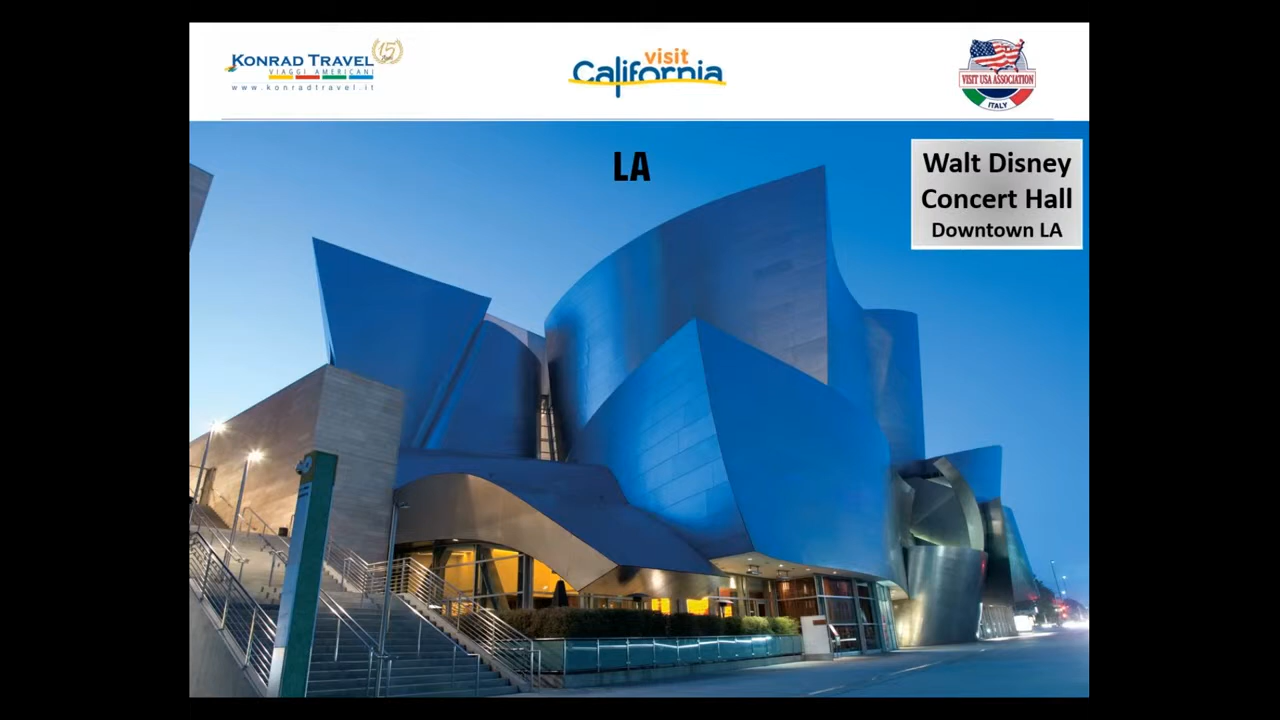 KONRAD TRAVEL 15
VIAGGI AMERICANI
www.konradtravel.it
visit
California
VISIT USA ASSOCIATION
ITALY
LA
Walt Disney
Concert Hall
Downtown LA